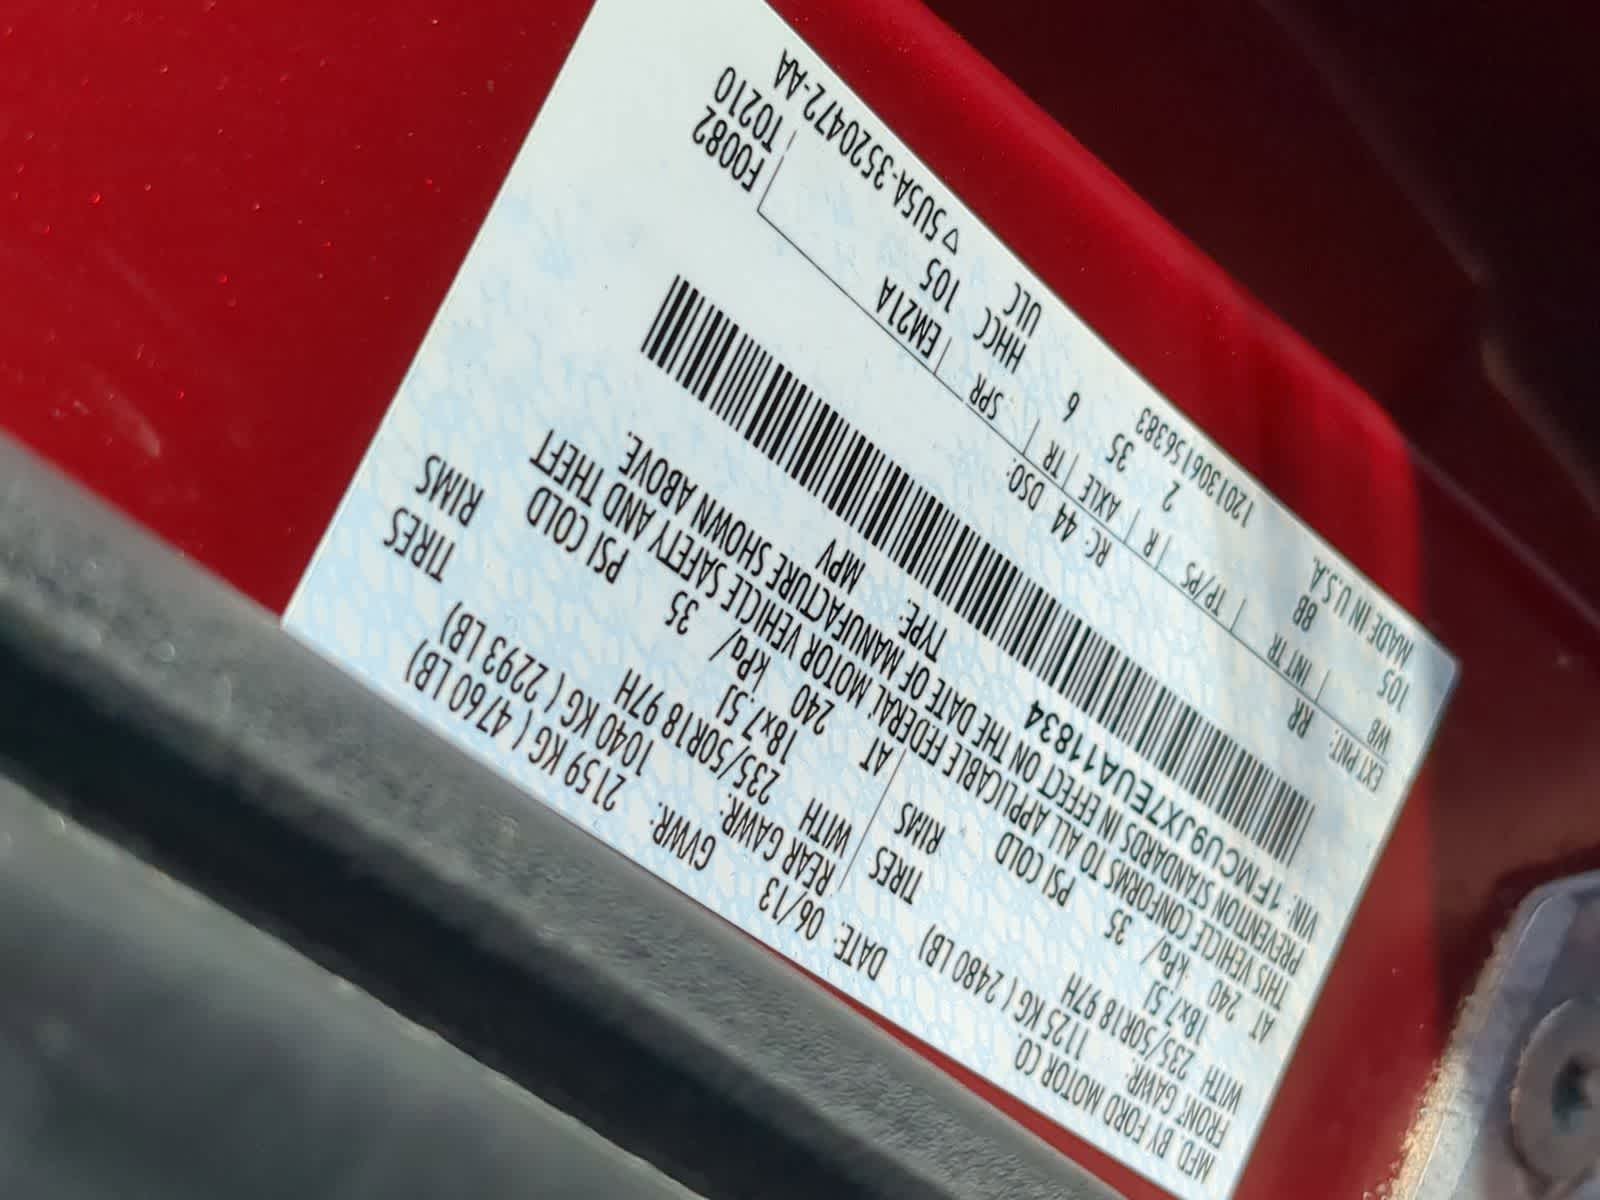 MFD. BY FORD MOTOR CO
DATE: 06/13 GVWR: 2159 KG ( 4760 LB)
FRONT GAWR: 1125 KG ( 2480 LB) REAR GAWR: 1040 KG ( 2293 LB)
WITH 235/50R18 97H TIRES WITH 235/50R18 97H TIRES
18x7.5J RIMS 18x7.5J RIMS
AT 240 kPa/ 35 PSI COLD AT 240 kPa/ 35 PSI COLD
THIS VEHICLE CONFORMS TO ALL APPLICABLE FEDERAL MOTOR VEHICLE SAFETY AND THEFT
PREVENTION STANDARDS IN EFFECT ON THE DATE OF MANUFACTURE SHOWN ABOVE.
VIN: 1FMCU9JX7EUA11834 TYPE: MPV
F0082
T0210
EXT PNT: RR RC: 44 DSO:
WB | INT TR | TP/PS | R | AXLE | TR | SPR | EM21A
105 8B 2 35 6 HHCC 105
MADE IN U.S.A. 120130615638​3 ULC ▽5U5A-3520472-AA